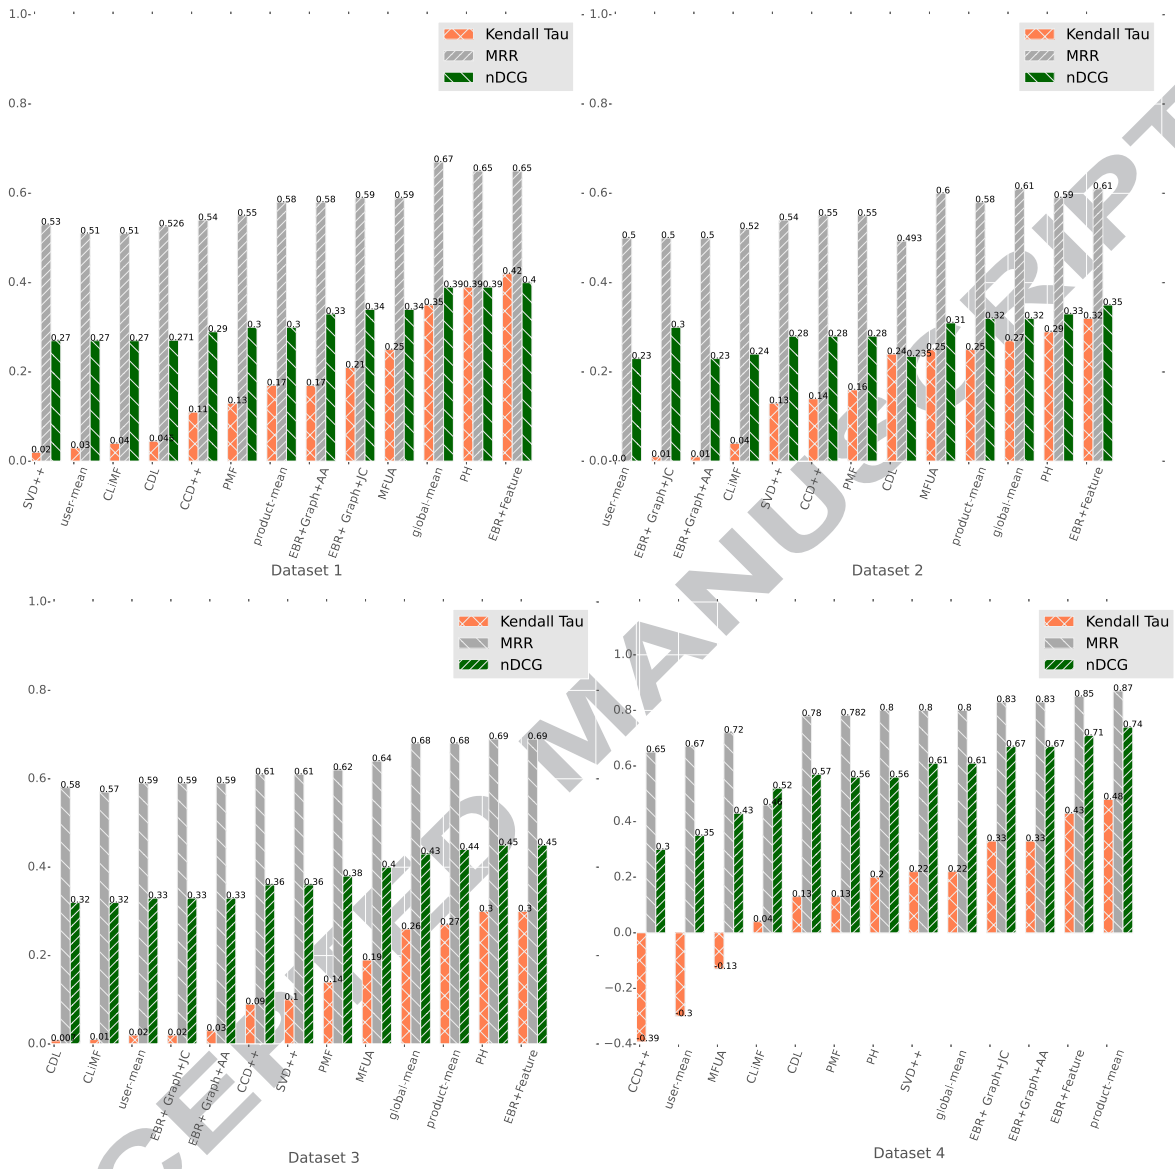 1.0
Kendall Tau
MRR
nDCG
0.8
0.6
0.4
0.2
0.0
0.53 0.51 0.51 0.526 0.54 0.55 0.58 0.58 0.59 0.59 0.67 0.65 0.65
0.27 0.27 0.27 0.271 0.29 0.3 0.3 0.33 0.34 0.34 0.39 0.39 0.4
0.02 0.03 0.04 0.11 0.13 0.17 0.17 0.21 0.25 0.35 0.39 0.42
SVD++ user-mean CLiMF CDL CCD++ PMF product-mean EBR+Graph+AA EBR+ Graph+JC MFUA global-mean PH EBR+Feature
Dataset 1
1.0
Kendall Tau
MRR
nDCG
0.8
0.6
0.4
0.2
0.0
0.5 0.5 0.5 0.52 0.54 0.55 0.55 0.493 0.6 0.58 0.61 0.59 0.61
0.23 0.3 0.23 0.24 0.28 0.28 0.28 0.235 0.31 0.32 0.32 0.33 0.35
0.0 0.01 0.01 0.04 0.13 0.14 0.16 0.24 0.25 0.25 0.27 0.29 0.32
user-mean EBR+ Graph+JC EBR+Graph+AA CLiMF SVD++ CCD++ PMF CDL MFUA product-mean global-mean PH EBR+Feature
Dataset 2
1.0
Kendall Tau
MRR
nDCG
0.8
0.6
0.4
0.2
0.0
0.58 0.57 0.59 0.59 0.59 0.61 0.61 0.62 0.64 0.68 0.68 0.69 0.69
0.32 0.32 0.33 0.33 0.33 0.36 0.36 0.38 0.4 0.43 0.44 0.45 0.45
0.007 0.01 0.02 0.02 0.03 0.09 0.1 0.14 0.19 0.26 0.27 0.3 0.3
CDL CLiMF user-mean EBR+ Graph+JC EBR+ Graph+AA CCD++ SVD++ PMF MFUA global-mean product-mean PH EBR+Feature
Dataset 3
Kendall Tau
MRR
nDCG
1.0
0.8
0.6
0.4
0.2
0.0
−0.2
−0.4
0.65 0.67 0.72 0.46 0.78 0.782 0.8 0.8 0.8 0.83 0.83 0.85 0.87
0.3 0.35 0.43 0.52 0.57 0.56 0.56 0.61 0.61 0.67 0.67 0.71 0.74
-0.39 -0.3 -0.13 0.04 0.13 0.13 0.2 0.22 0.22 0.33 0.33 0.43 0.48
CCD++ user-mean MFUA CLiMF CDL PMF PH SVD++ global-mean EBR+ Graph+JC EBR+Graph+AA EBR+Feature product-mean
Dataset 4
MANUSCRIPT